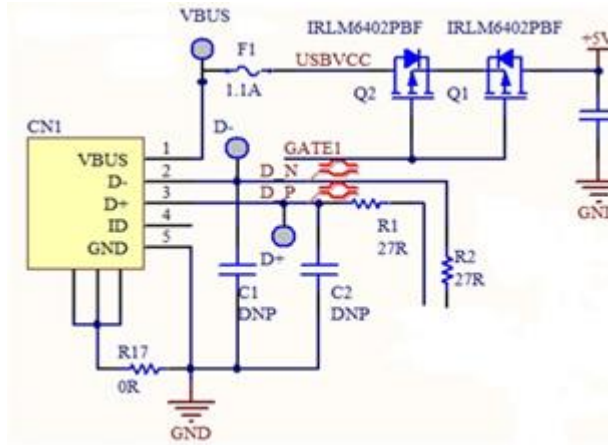 VBUS
IRLM6402PBF
IRLM6402PBF
F1
USBVCC
+5V
1.1A
Q2
Q1
CN1
D-
VBUS
1
GATE1
D-
2
D_N
D+
3
D_P
ID
4
R1
GND
5
27R
D+
GND
R2
27R
C1
DNP
C2
DNP
R17
0R
GND